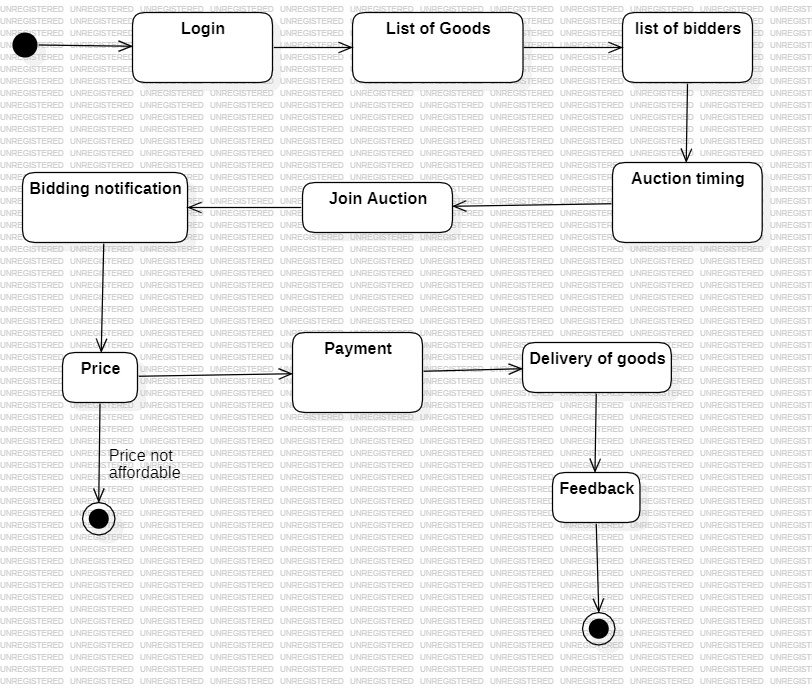 Login
List of Goods
list of bidders
Bidding notification
Join Auction
Auction timing
Price
Payment
Delivery of goods
Price not
affordable
Feedback
UNREGISTERED